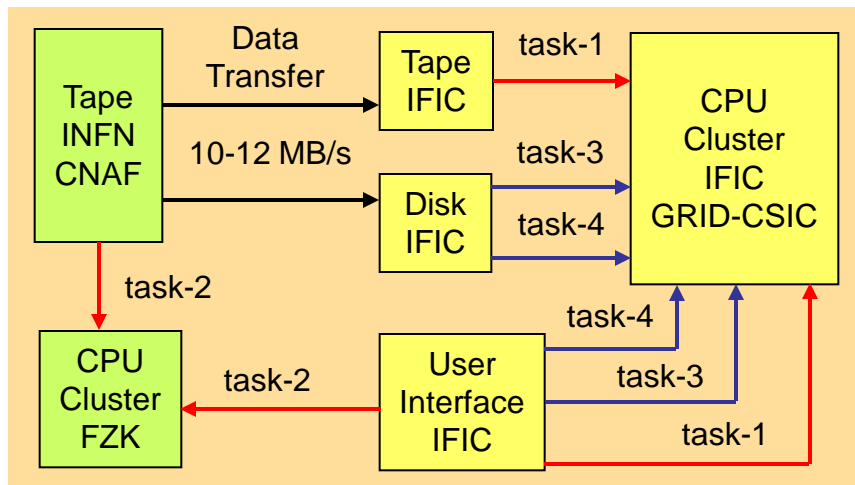 Data
Transfer
Tape
INFN
CNAF
10-12 MB/s
Tape
IFIC
task-1
CPU
Cluster
IFIC
GRID-CSIC
task-3
Disk
IFIC
task-4
task-2
CPU
Cluster
FZK
task-2
User
Interface
IFIC
task-4
task-3
task-1